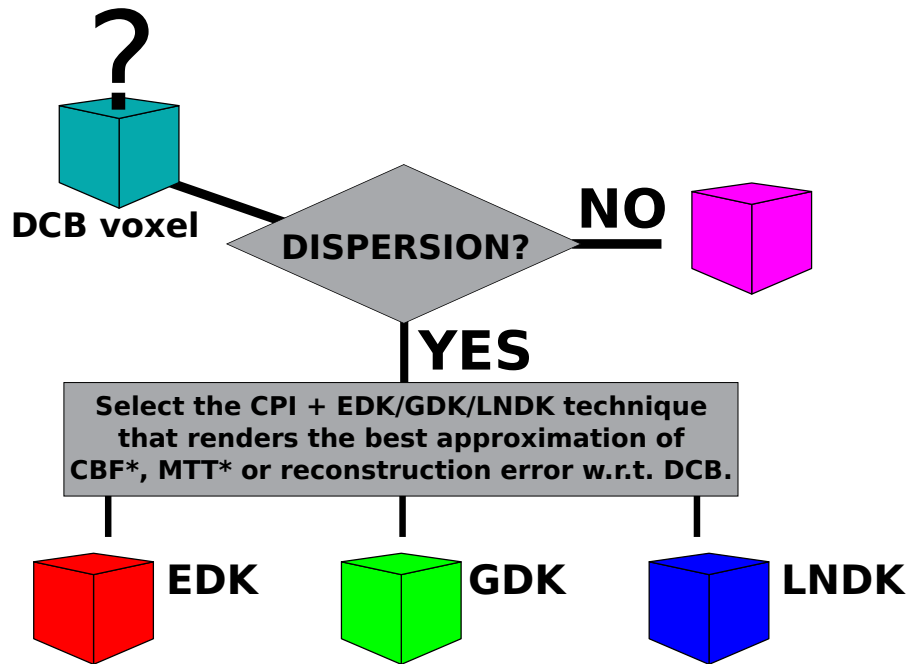 ?
DCB voxel
DISPERSION?
NO
YES
Select the CPI + EDK/GDK/LNDK technique
that renders the best approximation of
CBF*, MTT* or reconstruction error w.r.t. DCB.
EDK
GDK
LNDK